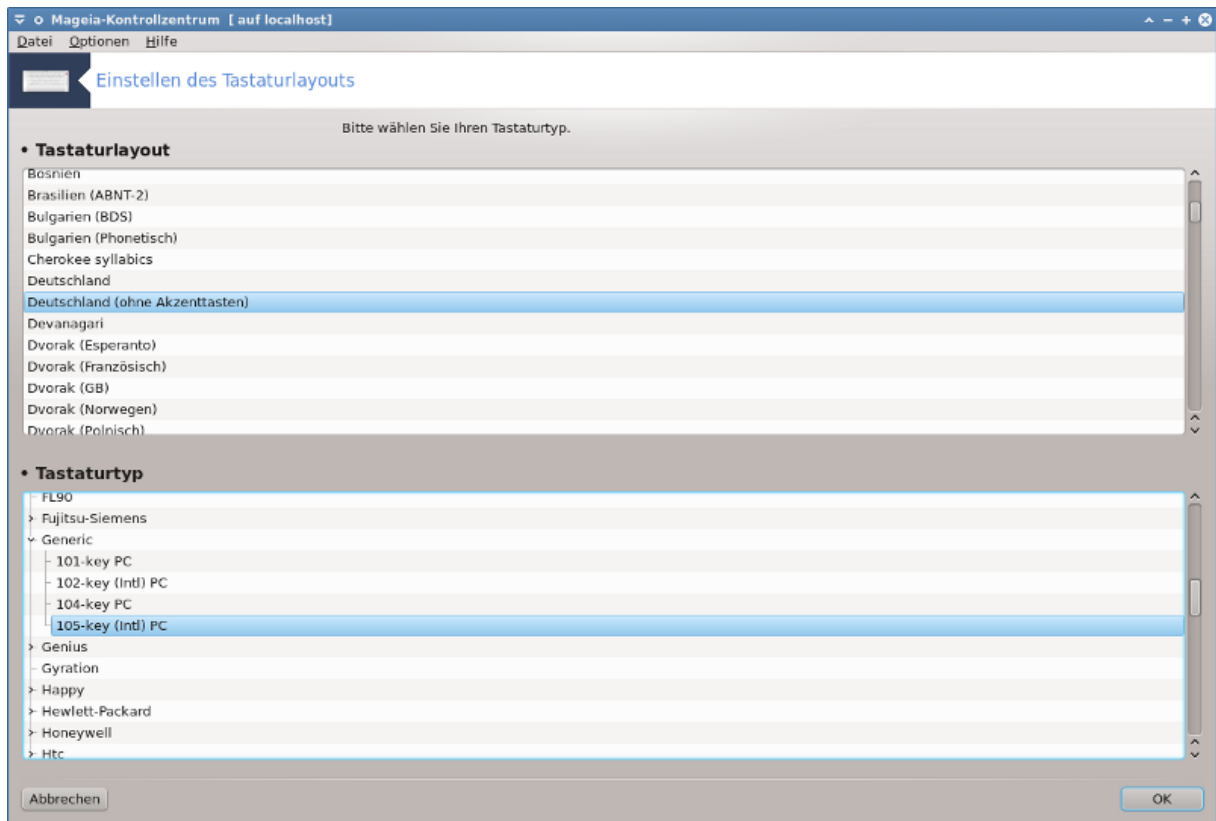 Mageia-Kontrollzentrum [ auf localhost]
Datei Optionen Hilfe
Einstellen des Tastaturlayouts
Bitte wählen Sie Ihren Tastaturtyp.
• Tastaturlayout
Bosnien
Brasilien (ABNT-2)
Bulgarien (BDS)
Bulgarien (Phonetisch)
Cherokee syllabics
Deutschland
Deutschland (ohne Akzenttasten)
Devanagari
Dvorak (Esperanto)
Dvorak (Französisch)
Dvorak (GB)
Dvorak (Norwegen)
Dvorak (Polnisch)
• Tastaturtyp
FL90
Fujitsu-Siemens
Generic
101-key PC
102-key (Intl) PC
104-key PC
105-key (Intl) PC
Genius
Gyration
Happy
Hewlett-Packard
Honeywell
Htc
Abbrechen OK